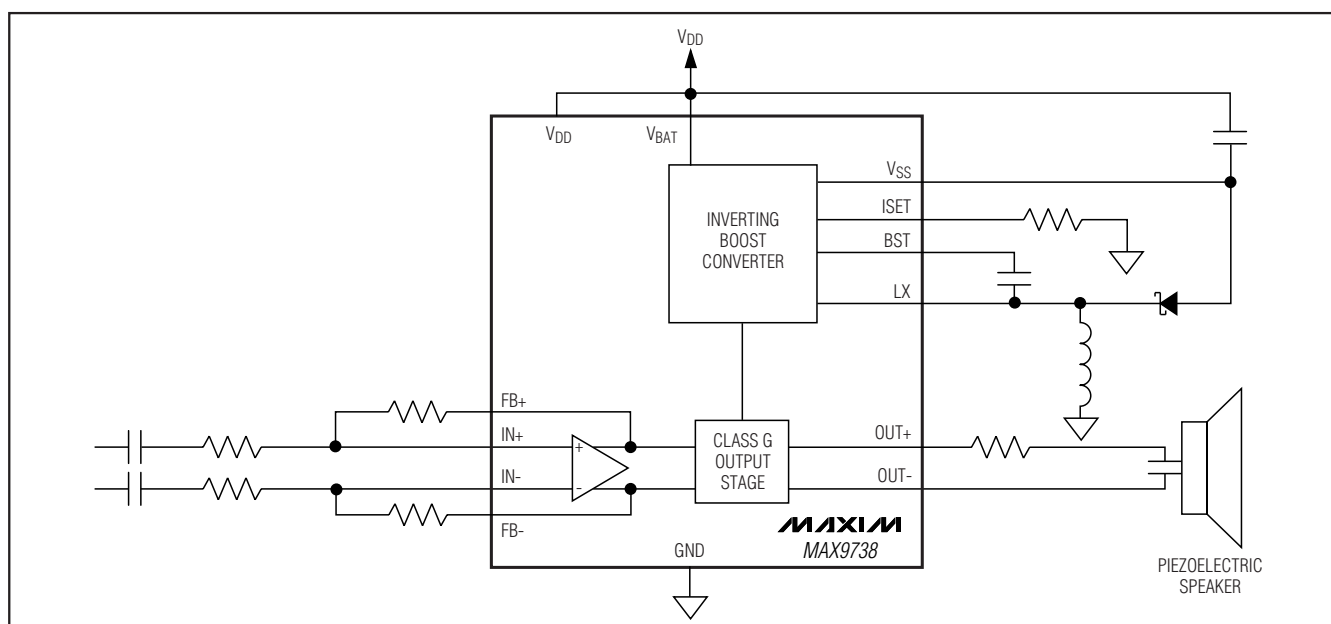 VDD
VDD
VBAT
VSS
ISET
BST
LX
INVERTING
BOOST
CONVERTER
FB+
IN+
IN-
FB-
+
-
CLASS G
OUTPUT
STAGE
OUT+
OUT-
MAXIM
MAX9738
GND
PIEZOELECTRIC
SPEAKER